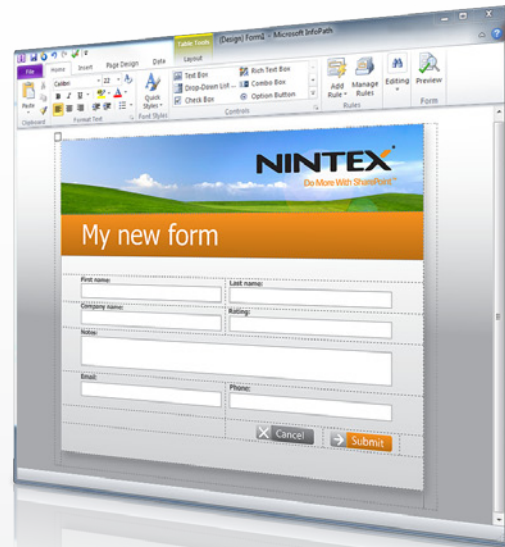 (Design) Form1 - Microsoft InfoPath
Table Tools
File Home Insert Page Design Data Layout
Calibri
Paste
B I U
Quick Styles
Text Box
Drop-Down List ...
Check Box
Rich Text Box
Combo Box
Option Button
Add Rule
Manage Rules
Editing
Preview
Clipboard Format Text Font Styles Controls Rules Form
NINTEX
Do More With SharePoint™
My new form
First name: Last name:
Company name: Rating:
Notes:
Email: Phone:
Cancel Submit